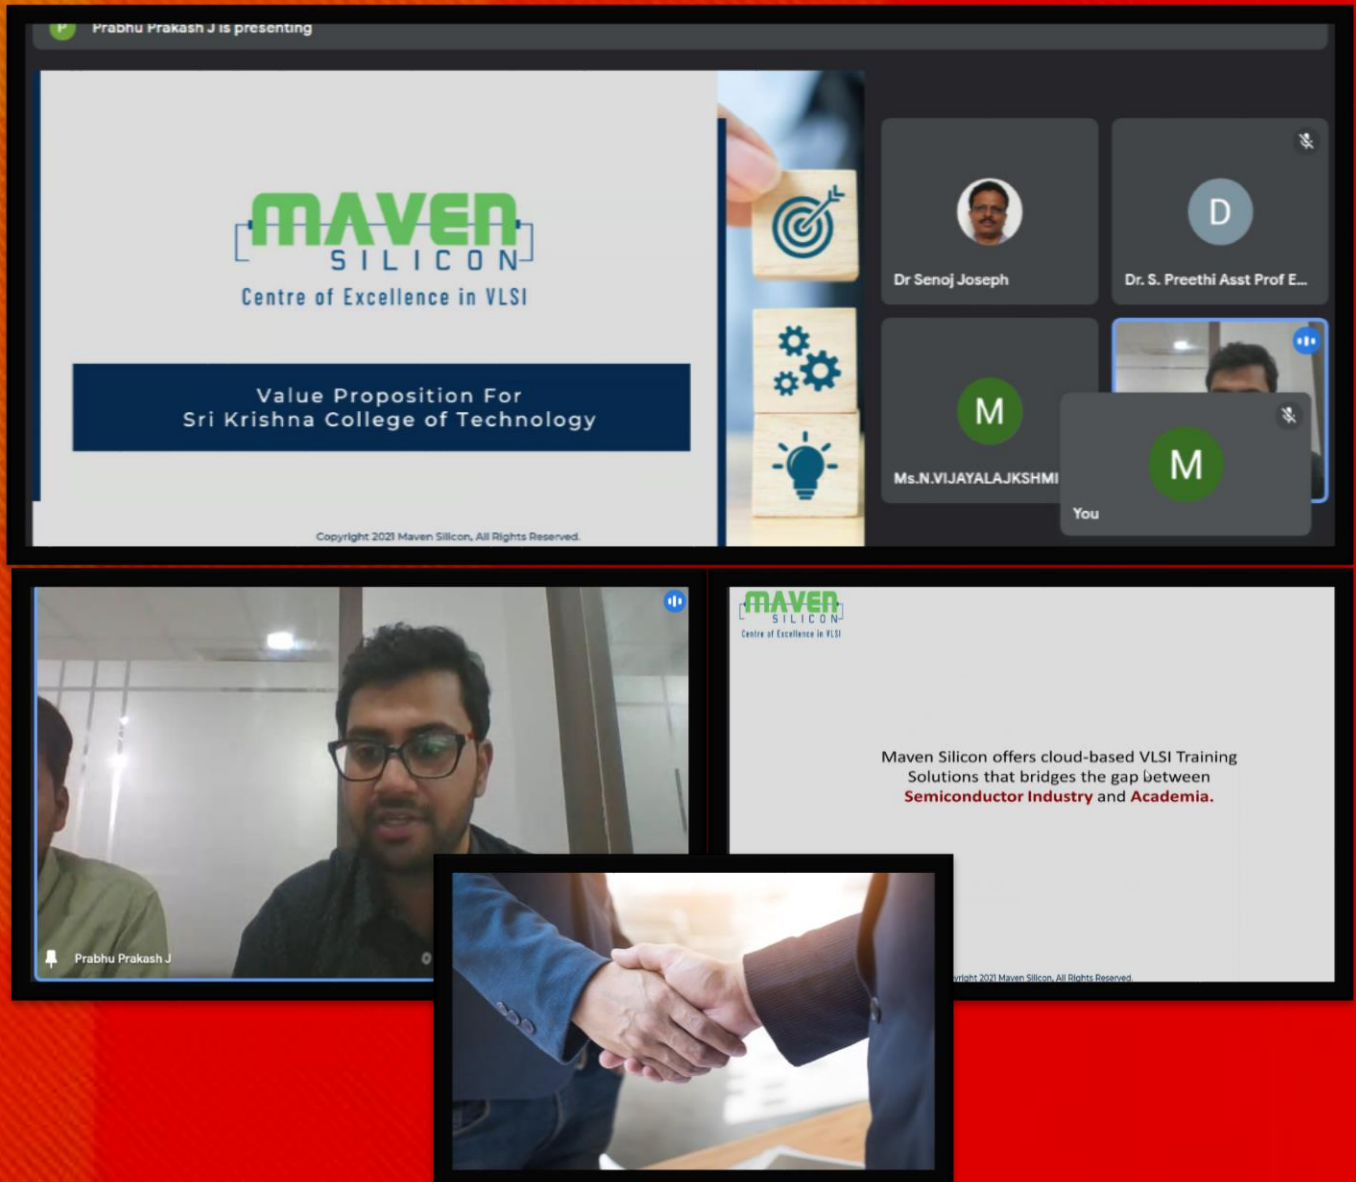 Prabhu Prakash J is presenting
MAVEN
SILICON
Centre of Excellence in VLSI
Value Proposition For
Sri Krishna College of Technology
Copyright 2021 Maven Silicon, All Rights Reserved.
Dr Senoj Joseph
D
Dr. S. Preethi Asst Prof E...
M
Ms.N.VIJAYALAJKSHMI
M
You
Prabhu Prakash J
MAVEN
SILICON
Centre of Excellence in VLSI
Maven Silicon offers cloud-based VLSI Training
Solutions that bridges the gap between
Semiconductor Industry and Academia.
2021 Maven Silicon, All Rights Reserved.